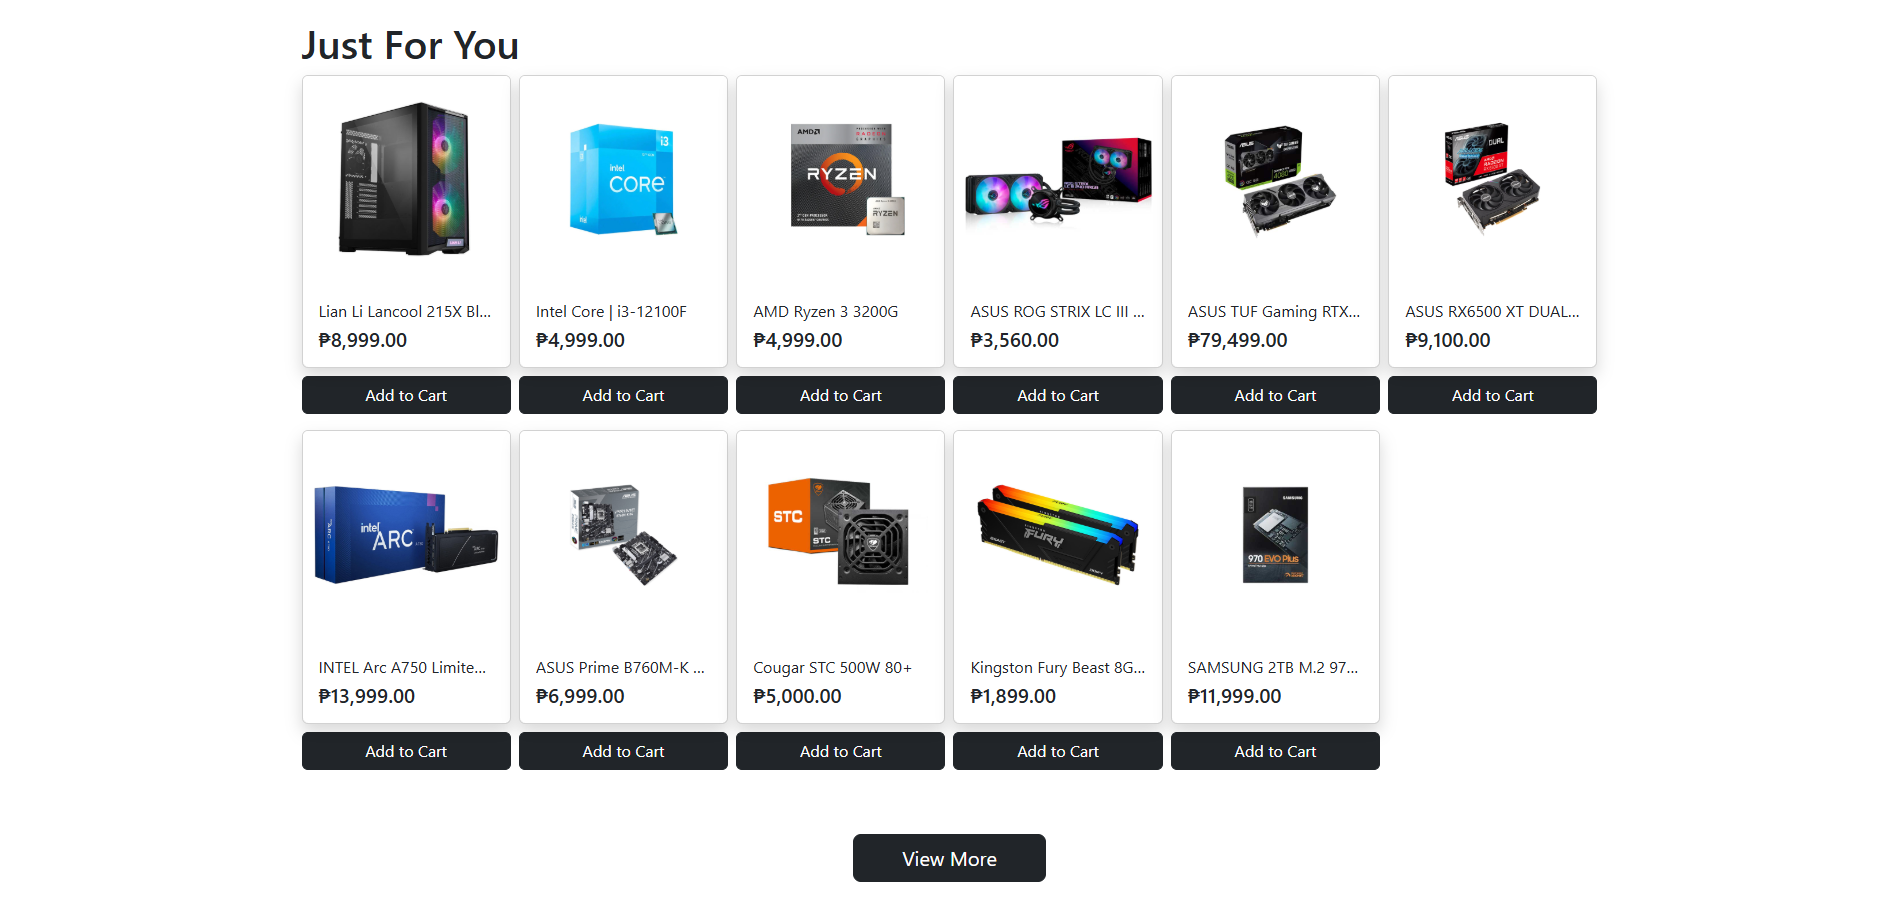 Just For You
Lian Li Lancool 215X Bl...
₱8,999.00
Add to Cart
i3
intel
CORE
Intel Core | i3-12100F
₱4,999.00
Add to Cart
AMD
RADEON
RYZEN
RYZEN
AMD Ryzen 3 3200G
₱4,999.00
Add to Cart
ASUS ROG STRIX LC III ...
₱3,560.00
Add to Cart
ASUS TUF Gaming RTX...
₱79,499.00
Add to Cart
DUAL
ASUS RX6500 XT DUAL...
₱9,100.00
Add to Cart
intel
ARC
INTEL Arc A750 Limite...
₱13,999.00
Add to Cart
ASUS Prime B760M-K ...
₱6,999.00
Add to Cart
STC
STC
Cougar STC 500W 80+
₱5,000.00
Add to Cart
FURY
Kingston Fury Beast 8G...
₱1,899.00
Add to Cart
SAMSUNG
970 EVO Plus
SAMSUNG 2TB M.2 97...
₱11,999.00
Add to Cart
View More